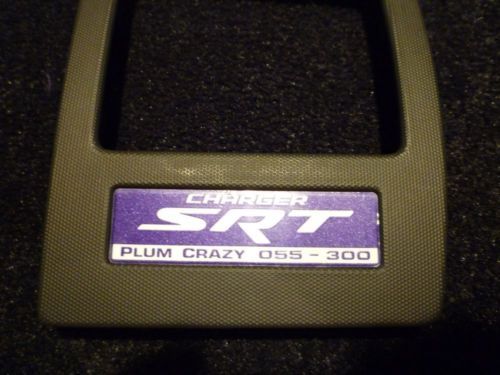 CHARGER
SRT
PLUM CRAZY 055 - 300